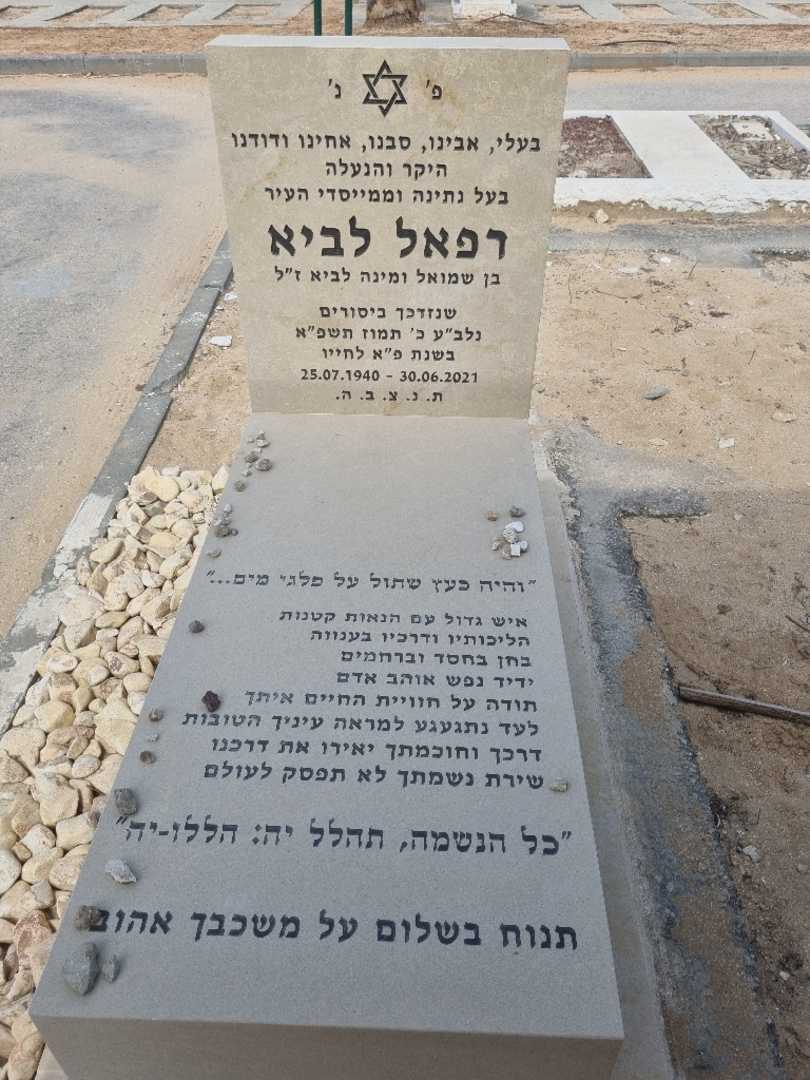 פ' נ'
בעלי, אבינו, סבנו, אחינו ודודנו
היקר והנעלה
בעל נתינה וממייסדי העיר
רפאל לביא
בן שמואל ומינה לביא ז"ל
שנזדכך ביסורים
נלב"ע כ' תמוז תשפ"א
בשנת פ"א לחייו
25.07.1940 - 30.06.2021
ת. נ. צ. ב. ה.
"והיה כעץ שתול על פלגי מים..."
איש גדול עם הנאות קטנות
הליכותיו ודרכיו בענווה
בחן בחסד וברחמים
ידיד נפש אוהב אדם
תודה על חוויית החיים איתך
לעד נתגעגע למראה עיניך הטובות
דרכך וחוכמתך יאירו את דרכנו
שירת נשמתך לא תפסק לעולם
"כל הנשמה, תהלל יה: הללו-יה"
תנוח בשלום על משכבך אהוב